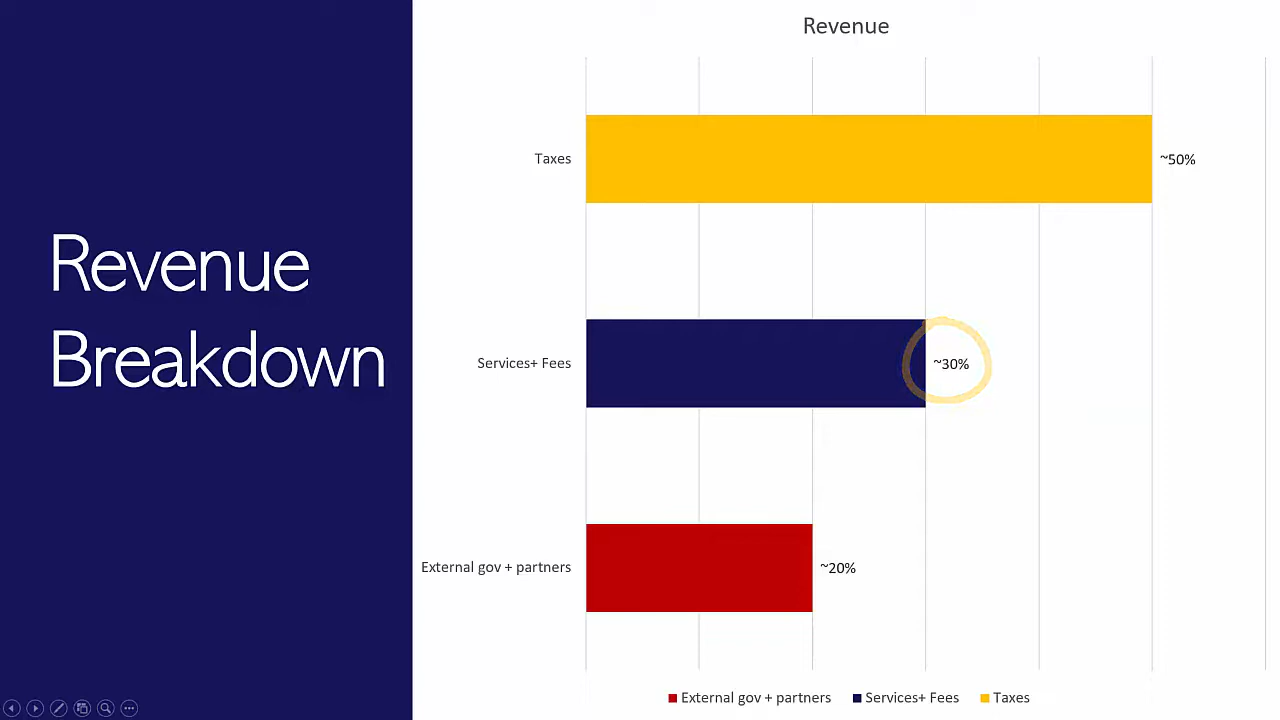 Revenue
Breakdown
Revenue
Taxes
~50%
Services+ Fees
~30%
External gov + partners
~20%
External gov + partners
Services+ Fees
Taxes